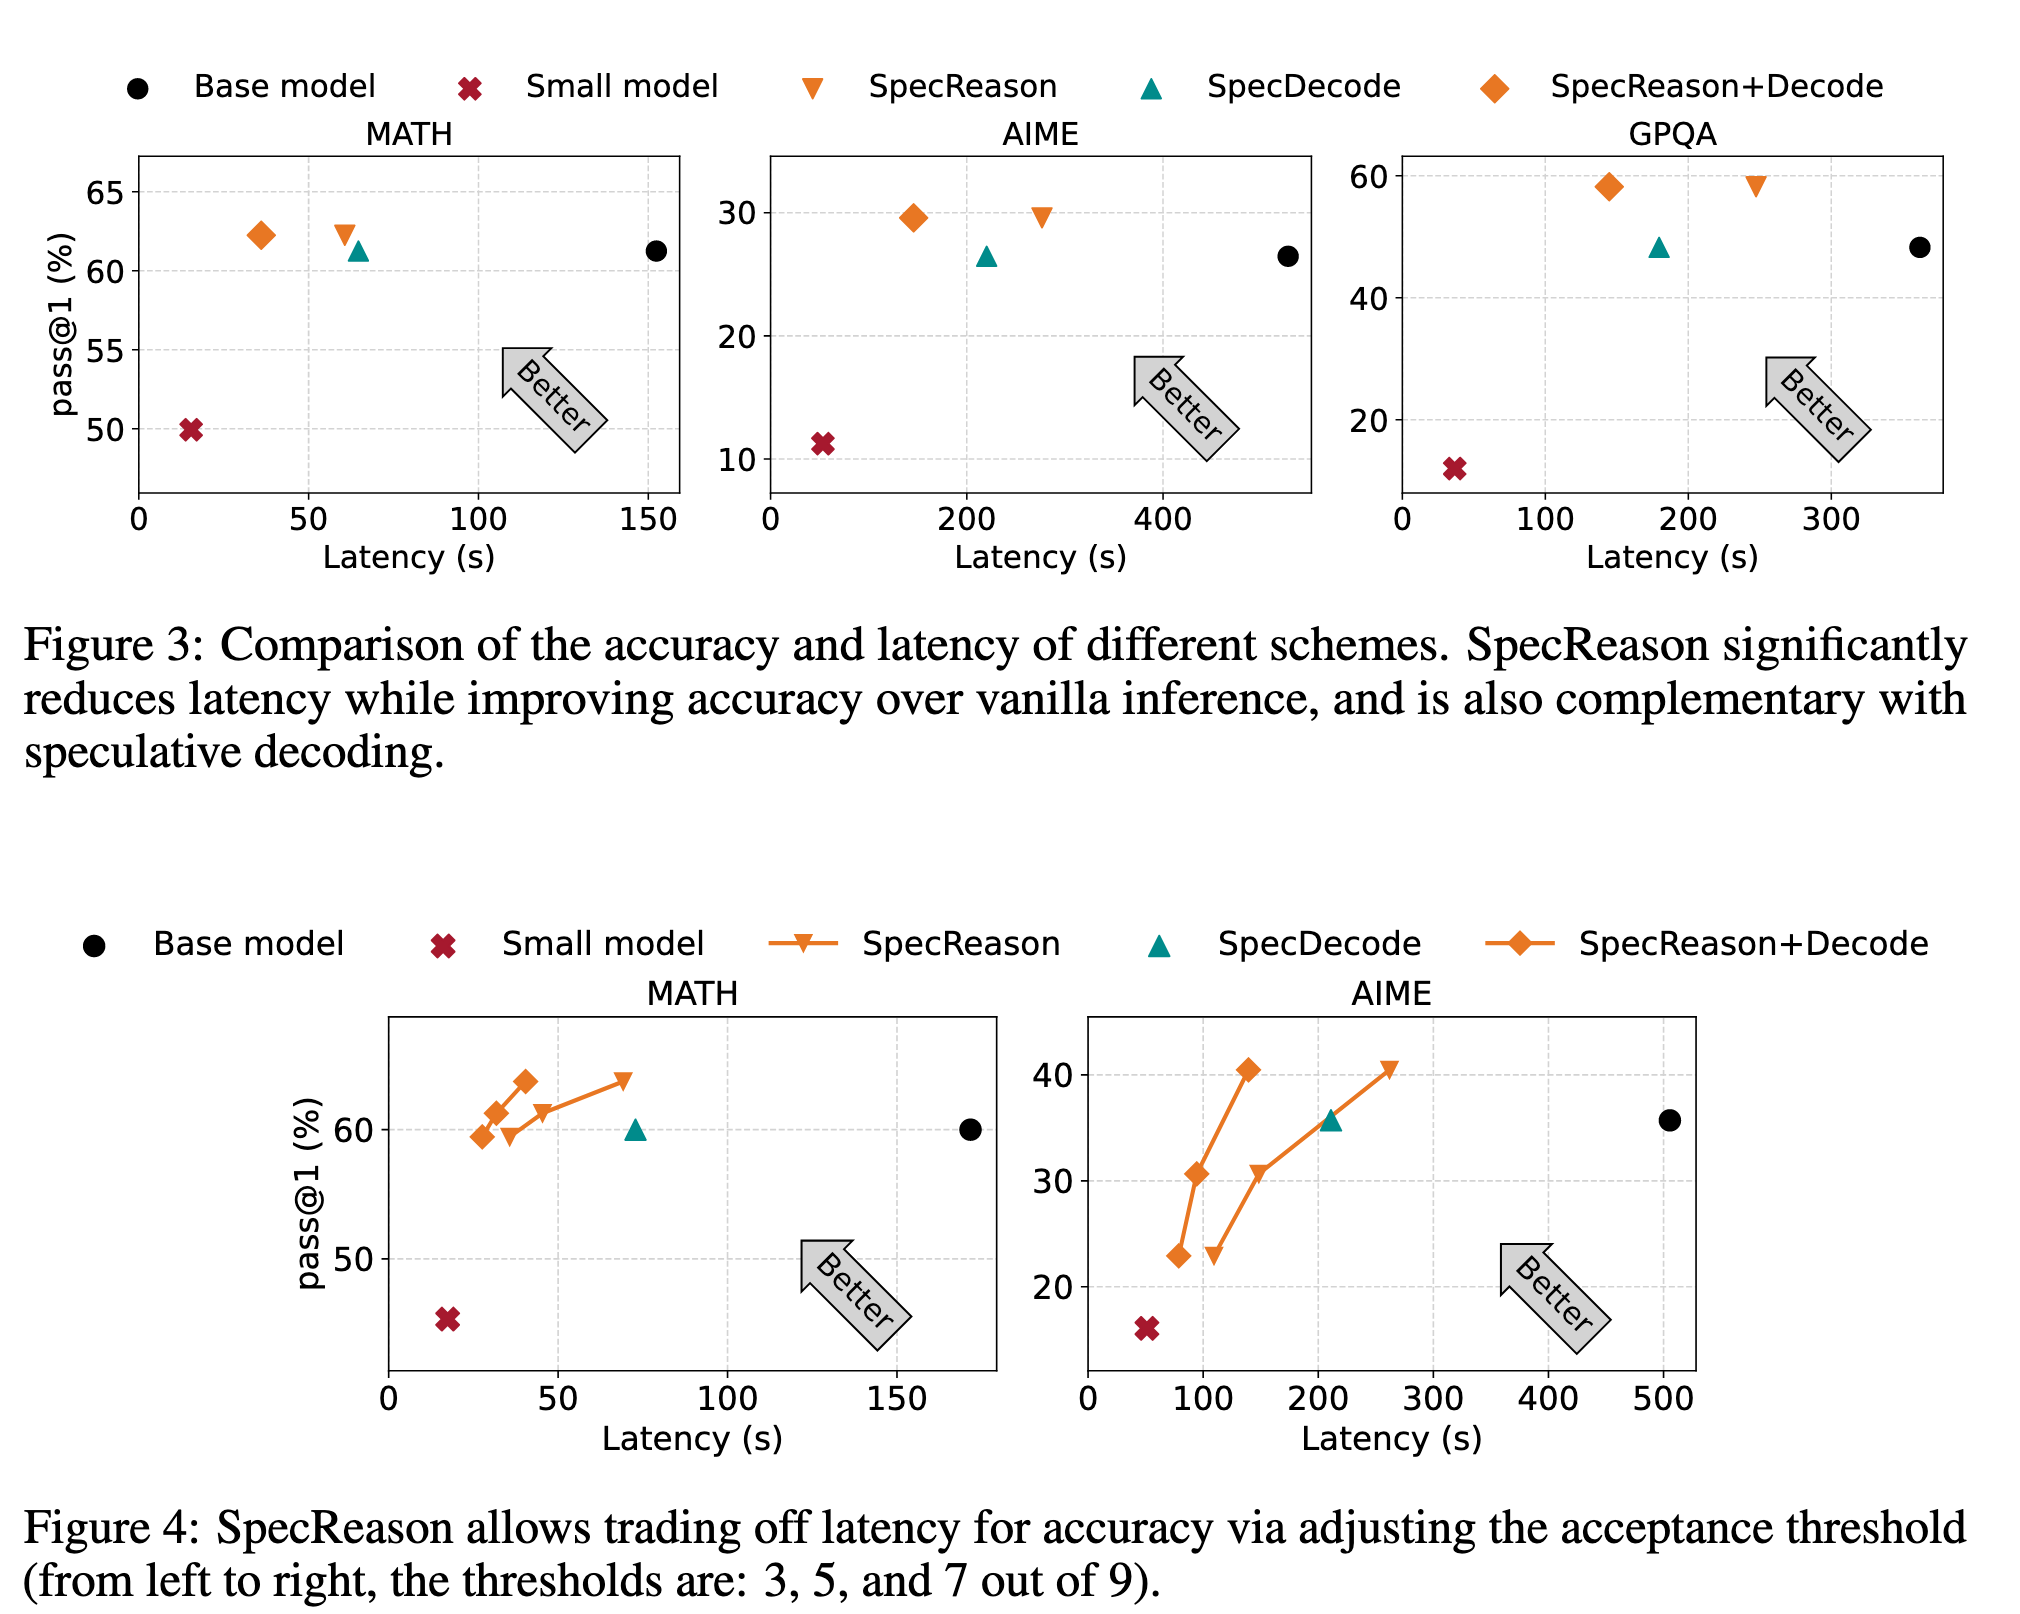 Base model Small model SpecReason SpecDecode SpecReason+Decode
MATH AIME GPQA
pass@1 (%)
65
60
55
50
0 50 100 150
Latency (s)
Better
30
20
10
0 200 400
Latency (s)
Better
60
40
20
0 100 200 300
Latency (s)
Better
Figure 3: Comparison of the accuracy and latency of different schemes. SpecReason significantly
reduces latency while improving accuracy over vanilla inference, and is also complementary with
speculative decoding.
Base model Small model SpecReason SpecDecode SpecReason+Decode
MATH AIME
pass@1 (%)
60
50
0 50 100 150
Latency (s)
Better
40
30
20
0 100 200 300 400 500
Latency (s)
Better
Figure 4: SpecReason allows trading off latency for accuracy via adjusting the acceptance threshold
(from left to right, the thresholds are: 3, 5, and 7 out of 9).